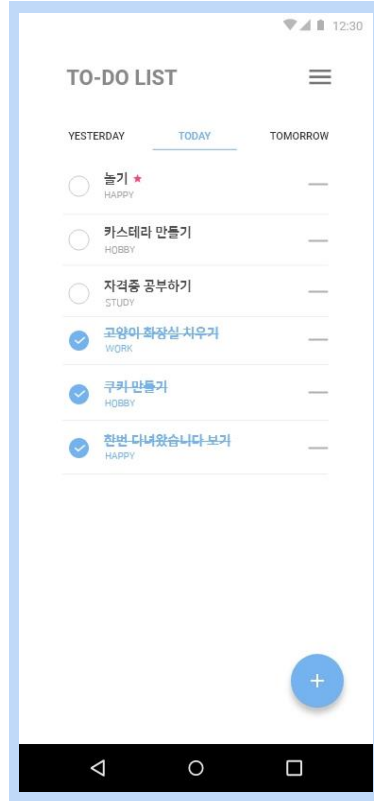 12:30
TO-DO LIST
YESTERDAY TODAY TOMORROW
놀기 ★
HAPPY
카스테라 만들기
HOBBY
자격증 공부하기
STUDY
고양이 화장실 치우기
WORK
쿠키 만들기
HOBBY
한번 다녀왔습니다 보기
HAPPY
+